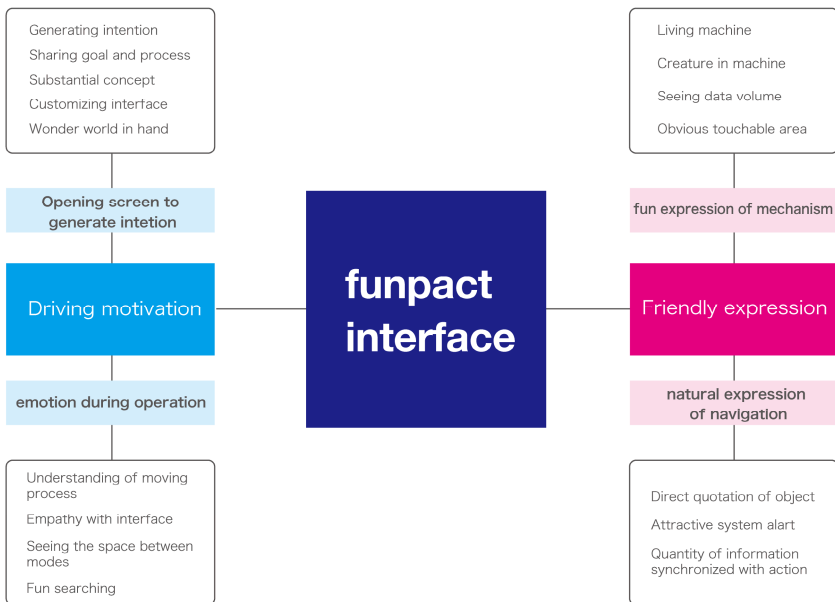 Generating intention
Sharing goal and process
Substantial concept
Customizing interface
Wonder world in hand
Opening screen to
generate intetion
Driving motivation
emotion during operation
Understanding of moving
process
Empathy with interface
Seeing the space between
modes
Fun searching
funpact
interface
Living machine
Creature in machine
Seeing data volume
Obvious touchable area
fun expression of mechanism
Friendly expression
natural expression
of navigation
Direct quotation of object
Attractive system alart
Quantity of information
synchronized with action